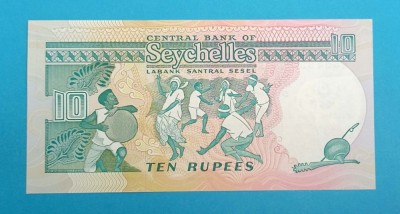 CENTRAL BANK OF
10
Seychelles
LABANK SANTRAL SESEL
10
TEN RUPEES